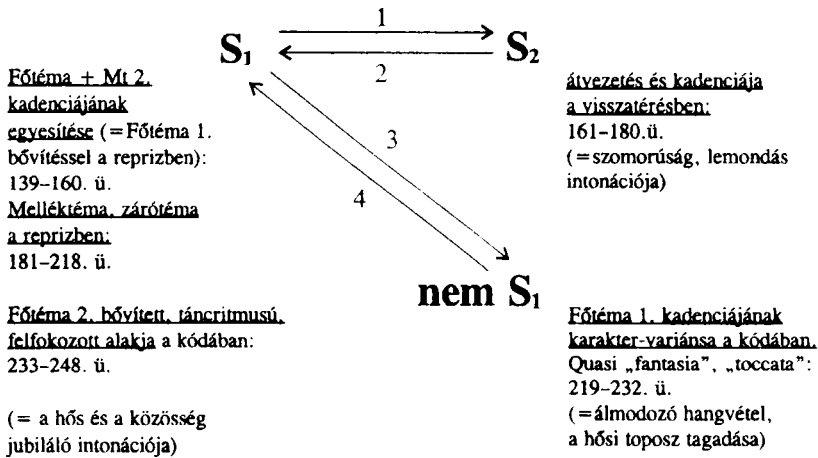 1
S₁ S₂
2
Főtéma + Mt 2.
kadenciájának
egyesítése (=Főtéma 1.
bővítéssel a reprizben):
139–160. ü.
Melléktéma, zárótéma
a reprizben:
181–218. ü.
átvezetés és kadenciája
a visszatérésben:
161–180.ü.
(=szomorúság, lemondás
intonációja)
3
4
nem S₁
Főtéma 2. bővített, táncritmusú,
felfokozott alakja a kódában:
233–248. ü.
(= a hős és a közösség
jubiláló intonációja)
Főtéma 1. kadenciájának
karakter-variánsa a kódában.
Quasi „fantasia”, „toccata”:
219–232. ü.
(=álmodozó hangvétel,
a hősi toposz tagadása)